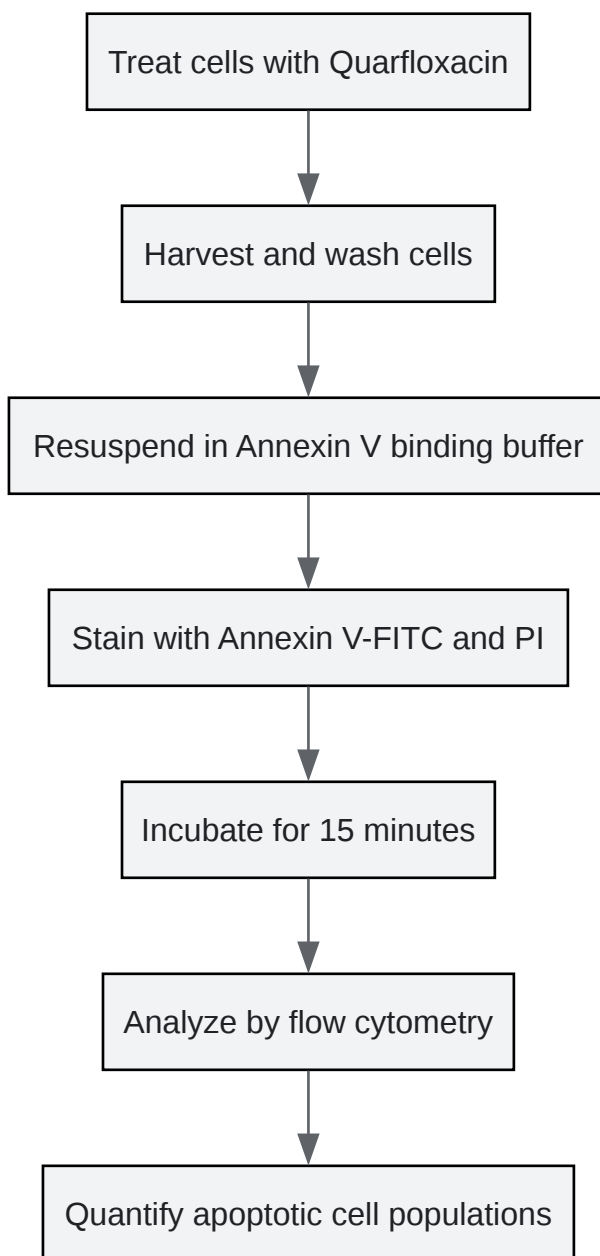 Treat cells with Quarfloxacin
Harvest and wash cells
Resuspend in Annexin V binding buffer
Stain with Annexin V-FITC and PI
Incubate for 15 minutes
Analyze by flow cytometry
Quantify apoptotic cell populations